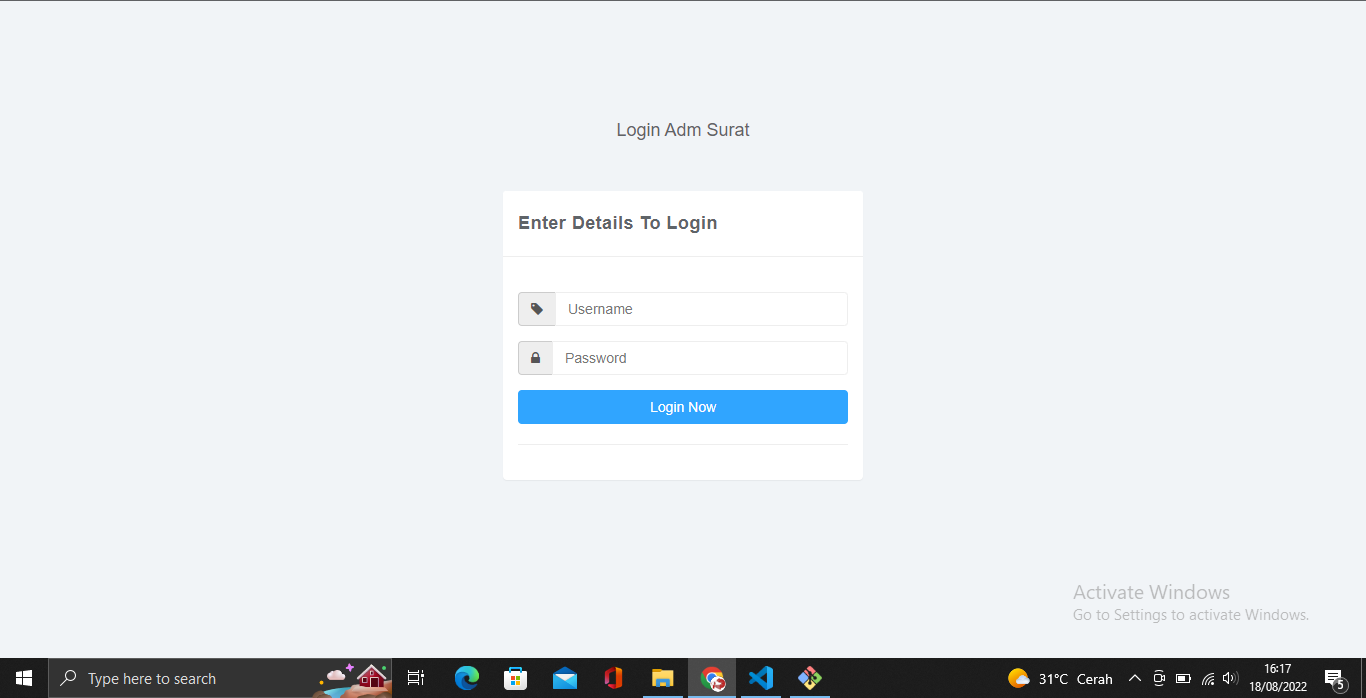 Login Adm Surat
Enter Details To Login
Username
Password
Login Now
Activate Windows
Go to Settings to activate Windows.
Type here to search
31°C Cerah
16:17
18/08/2022
5